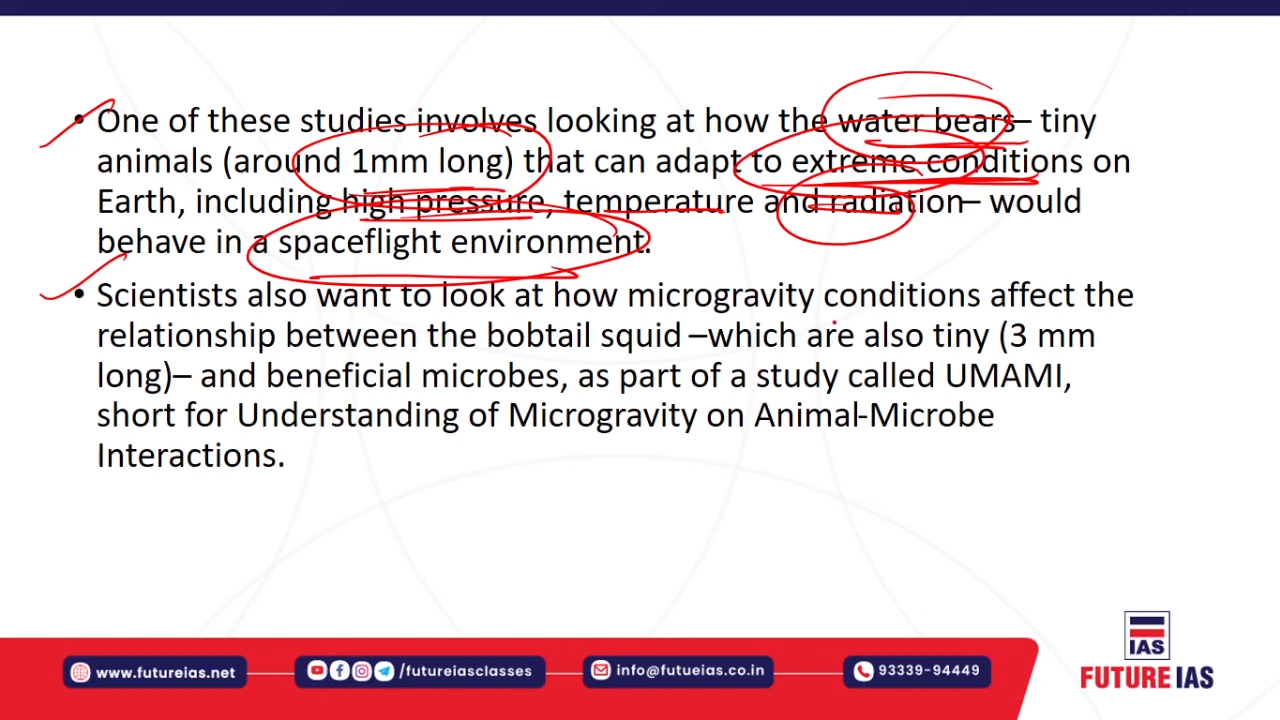 • One of these studies involves looking at how the water bears– tiny
animals (around 1mm long) that can adapt to extreme conditions on
Earth, including high pressure, temperature and radiation– would
behave in a spaceflight environment.
• Scientists also want to look at how microgravity conditions affect the
relationship between the bobtail squid –which are also tiny (3 mm
long)– and beneficial microbes, as part of a study called UMAMI,
short for Understanding of Microgravity on Animal-Microbe
Interactions.
IAS
FUTURE IAS
www.futureias.net
/futureiasclasses
info@futueias.co.in
93339-94449